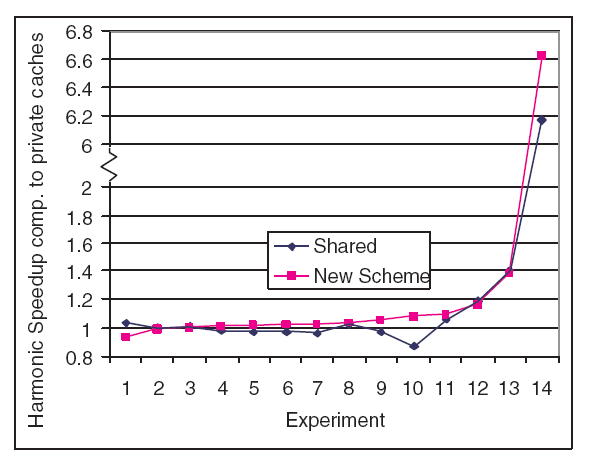 Harmonic Speedup comp. to private caches
6.8
6.6
6.4
6.2
6
2
1.8
1.6
1.4
1.2
1
0.8
Shared
New Scheme
1 2 3 4 5 6 7 8 9 10 11 12 13 14
Experiment